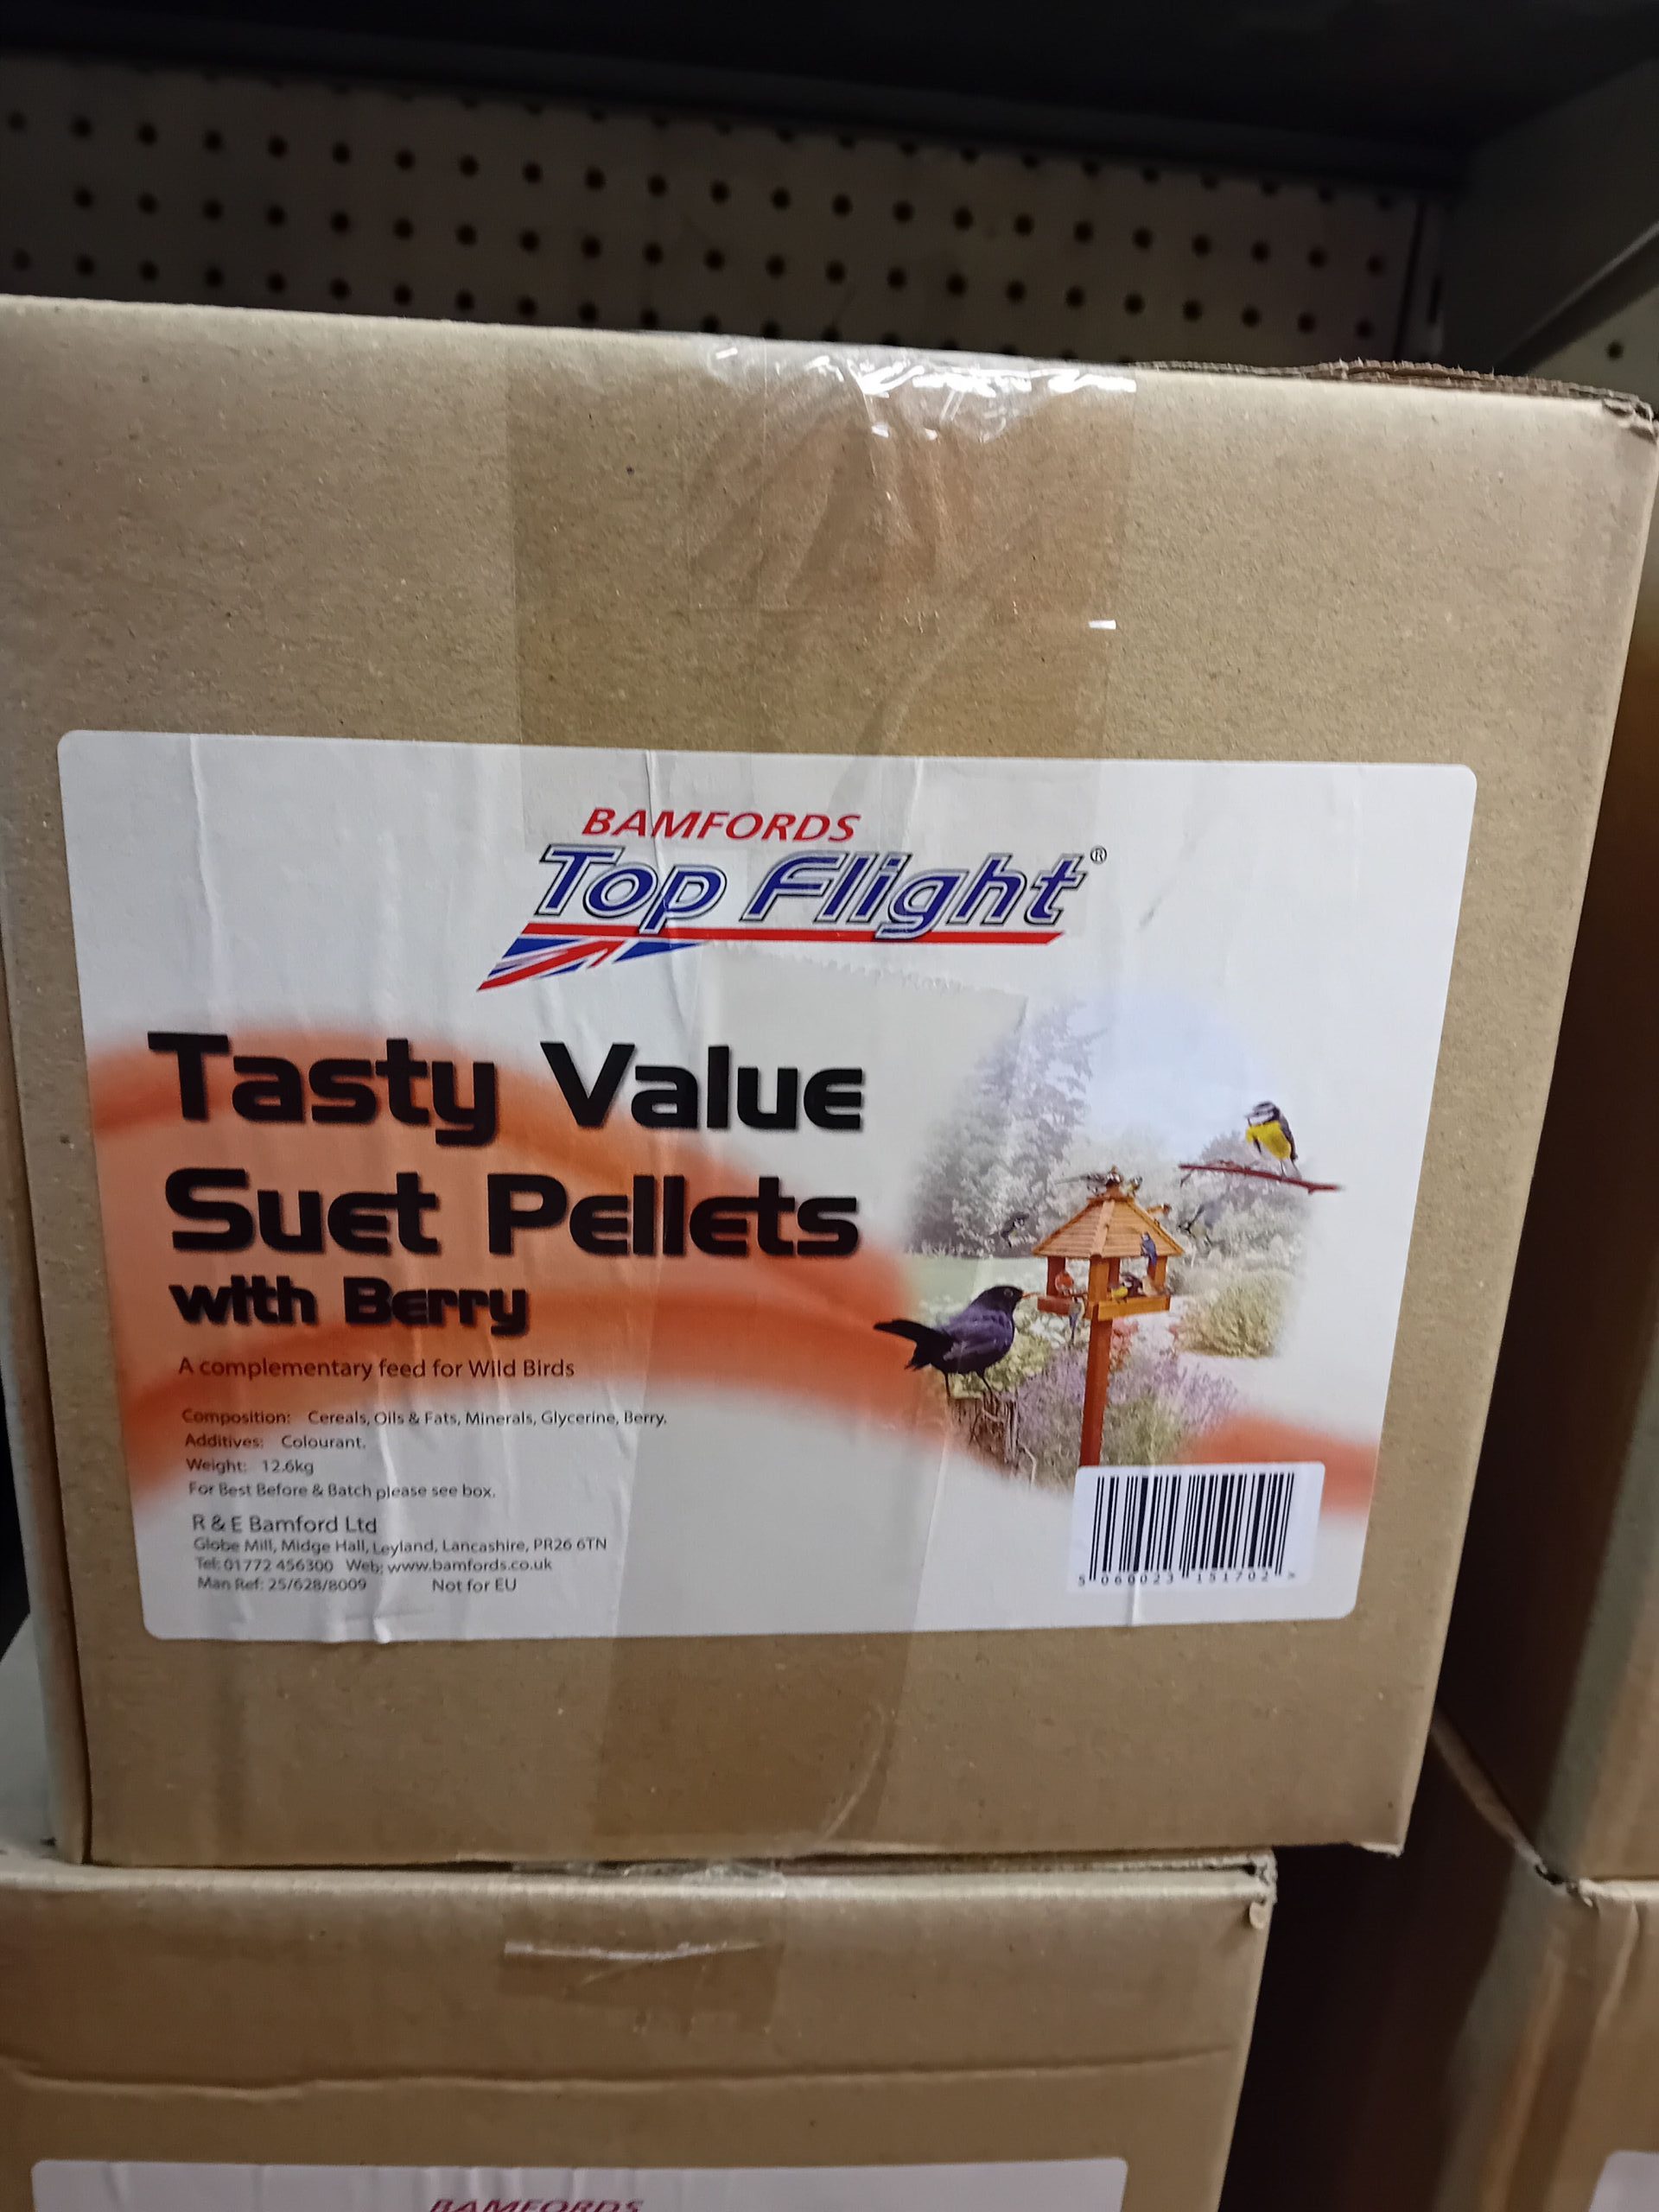 BAMFORDS
Top Flight®
Tasty Value
Suet Pellets
with Berry
A complementary feed for Wild Birds
Composition: Cereals, Oils & Fats, Minerals, Glycerine, Berry.
Additives: Colourant.
Weight: 12.6kg
For Best Before & Batch please see box.
R & E Bamford Ltd
Globe Mill, Midge Hall, Leyland, Lancashire, PR26 6TN
Tel: 01772 456300 Web: www.bamfords.co.uk
Man Ref: 25/628/8009 Not for EU
5 060023 151702 >
BAMFORDS